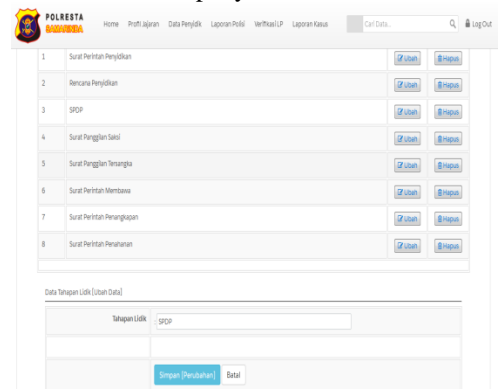 POLRESTA
SAMARINDA
Home Profil Jajaran Data Penyidik Laporan Polisi Verifikasi LP Laporan Kasus Cari Data.. Log Out
1 Surat Perintah Penyidikan Ubah Hapus
2 Rencana Penyidikan Ubah Hapus
3 SPDP Ubah Hapus
4 Surat Panggilan Saksi Ubah Hapus
5 Surat Panggilan Tersangka Ubah Hapus
6 Surat Perintah Membawa Ubah Hapus
7 Surat Perintah Penangkapan Ubah Hapus
8 Surat Perintah Penahanan Ubah Hapus
Data Tahapan Lidik [Ubah Data]
Tahapan Lidik : SPDP
Simpan [Perubahan] Batal